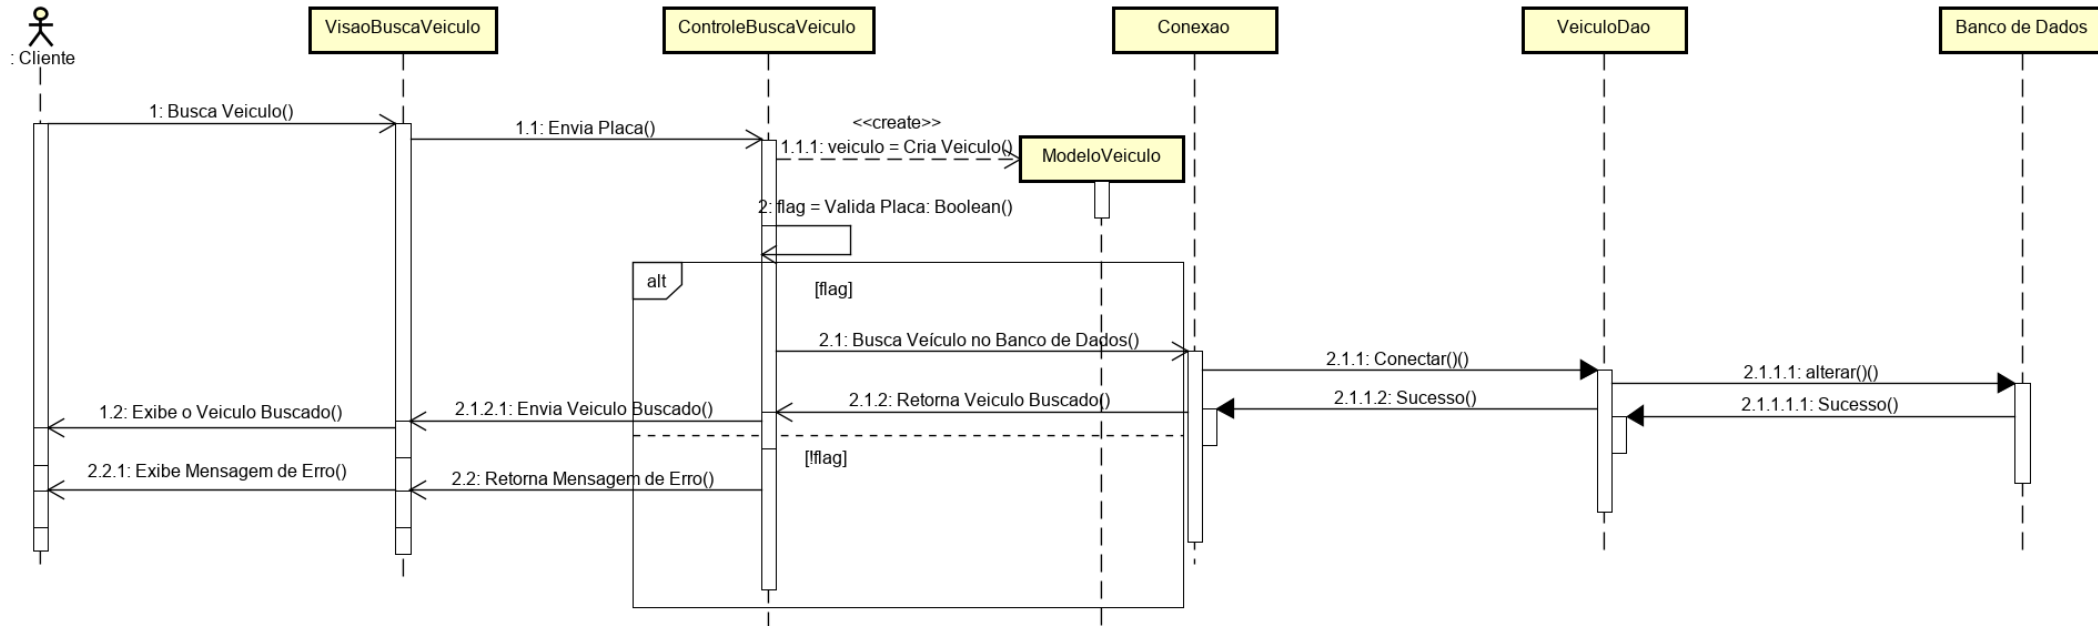 : Cliente
VisaoBuscaVeiculo
ControleBuscaVeiculo
Conexao
VeiculoDao
Banco de Dados
1: Busca Veiculo()
1.1: Envia Placa()
<<create>>
1.1.1: veiculo = Cria Veiculo()
ModeloVeiculo
2: flag = Valida Placa: Boolean()
alt
[flag]
2.1: Busca Veículo no Banco de Dados()
2.1.1: Conectar()()
2.1.1.1: alterar()()
1.2: Exibe o Veiculo Buscado()
2.1.2.1: Envia Veiculo Buscado()
2.1.2: Retorna Veiculo Buscado()
2.1.1.2: Sucesso()
2.1.1.1.1: Sucesso()
[!flag]
2.2.1: Exibe Mensagem de Erro()
2.2: Retorna Mensagem de Erro()